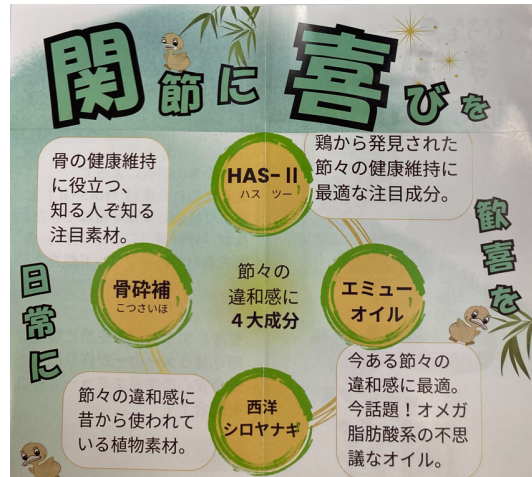 関節に喜びを
骨の健康維持
に役立つ、
知る人ぞ知る
注目素材。
HAS-II
ハス ツー
鶏から発見された
節々の健康維持に
最適な注目成分。
日常に
骨砕補
こつさいほ
節々の
違和感に
4大成分
エミュー
オイル
歓喜を
節々の違和感に
昔から使われて
いる植物素材。
西洋
シロヤナギ
今ある節々の
違和感に最適。
今話題！オメガ
脂肪酸系の不思
議なオイル。